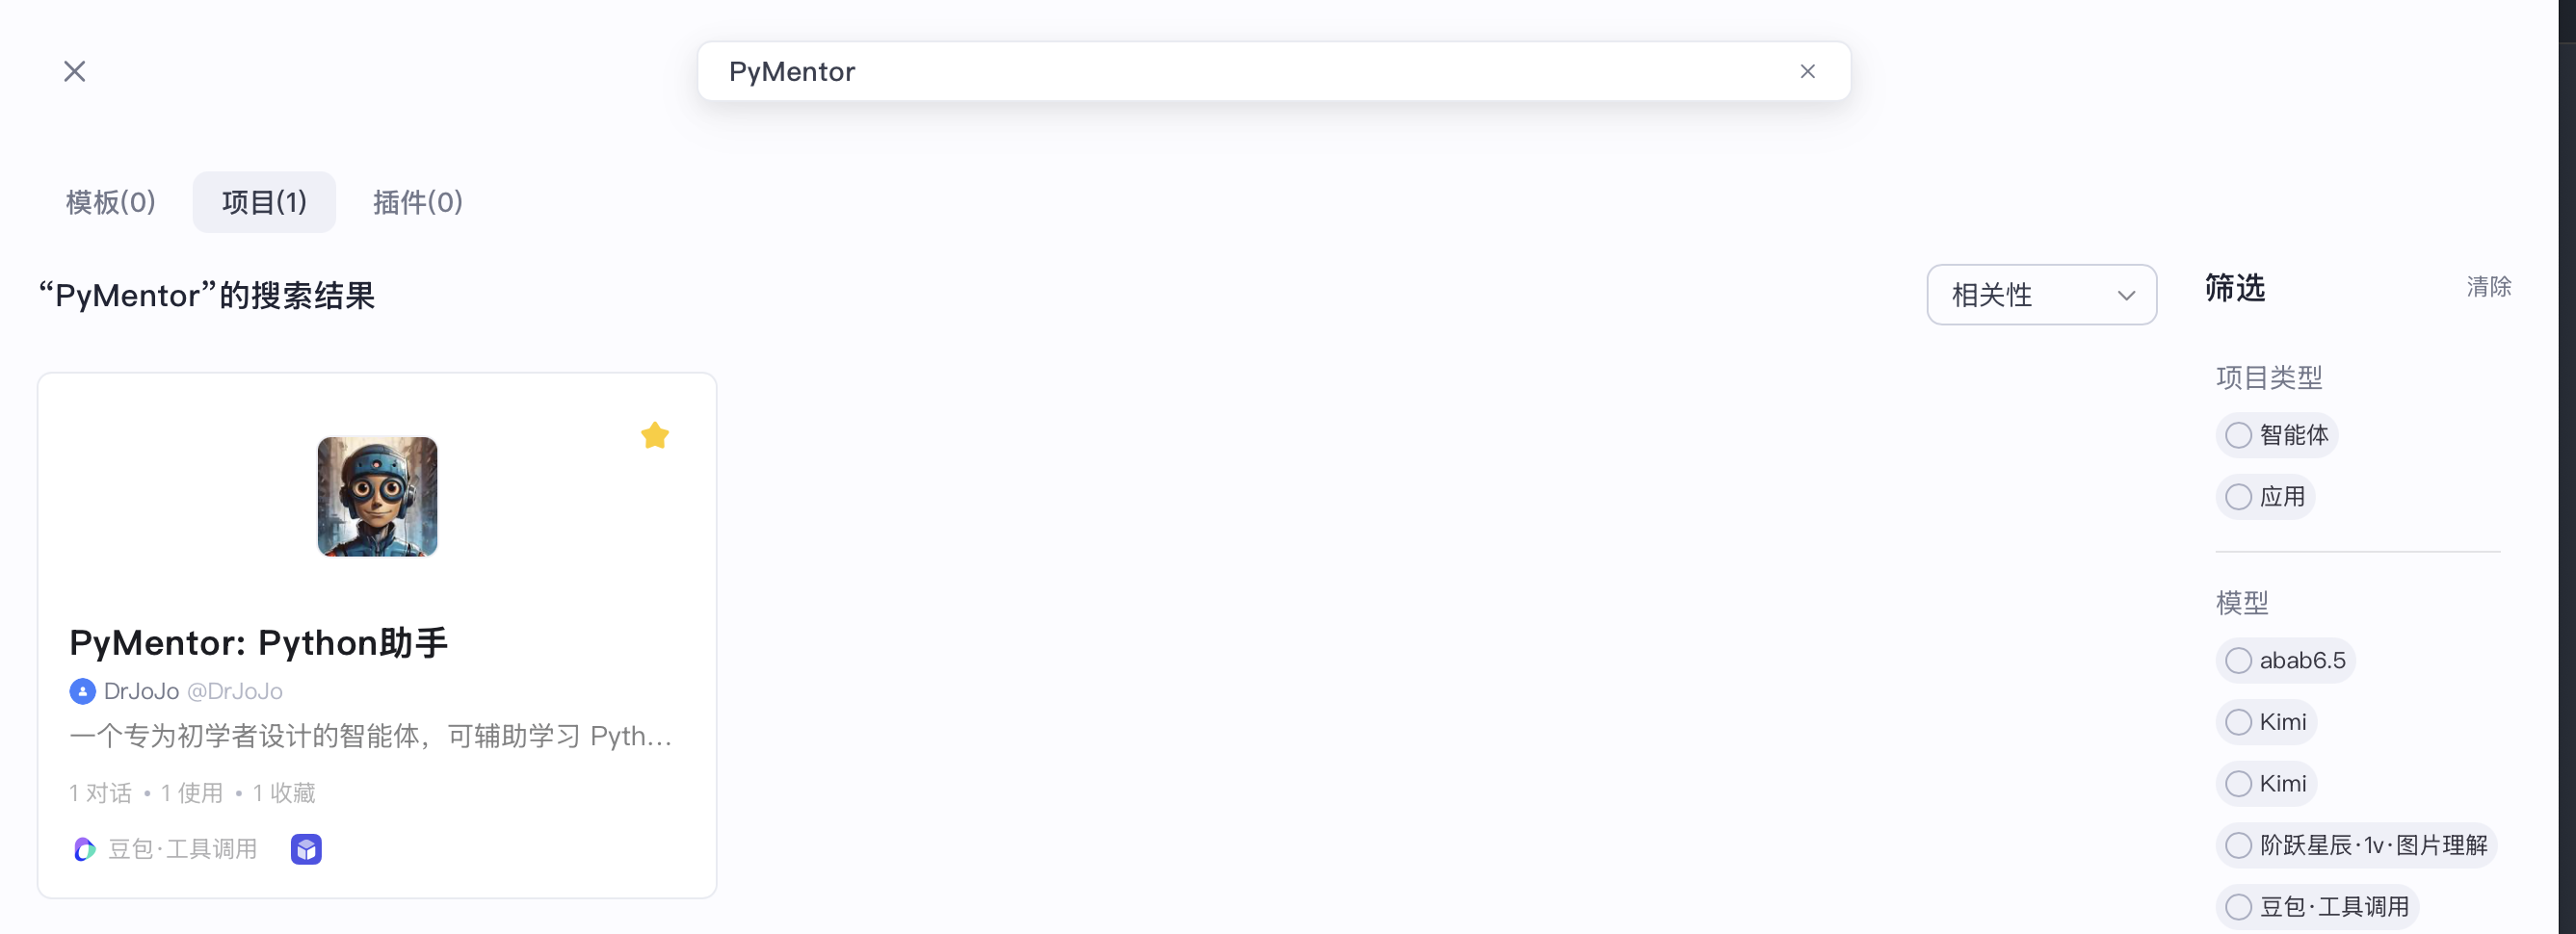 PyMentor
模板(0) 项目(1) 插件(0)
“PyMentor”的搜索结果
相关性
PyMentor: Python助手
DrJoJo @DrJoJo
一个专为初学者设计的智能体，可辅助学习 Pyth...
1 对话 • 1 使用 • 1 收藏
豆包·工具调用
筛选 清除
项目类型
智能体
应用
模型
abab6.5
Kimi
Kimi
阶跃星辰·1v·图片理解
豆包·工具调用